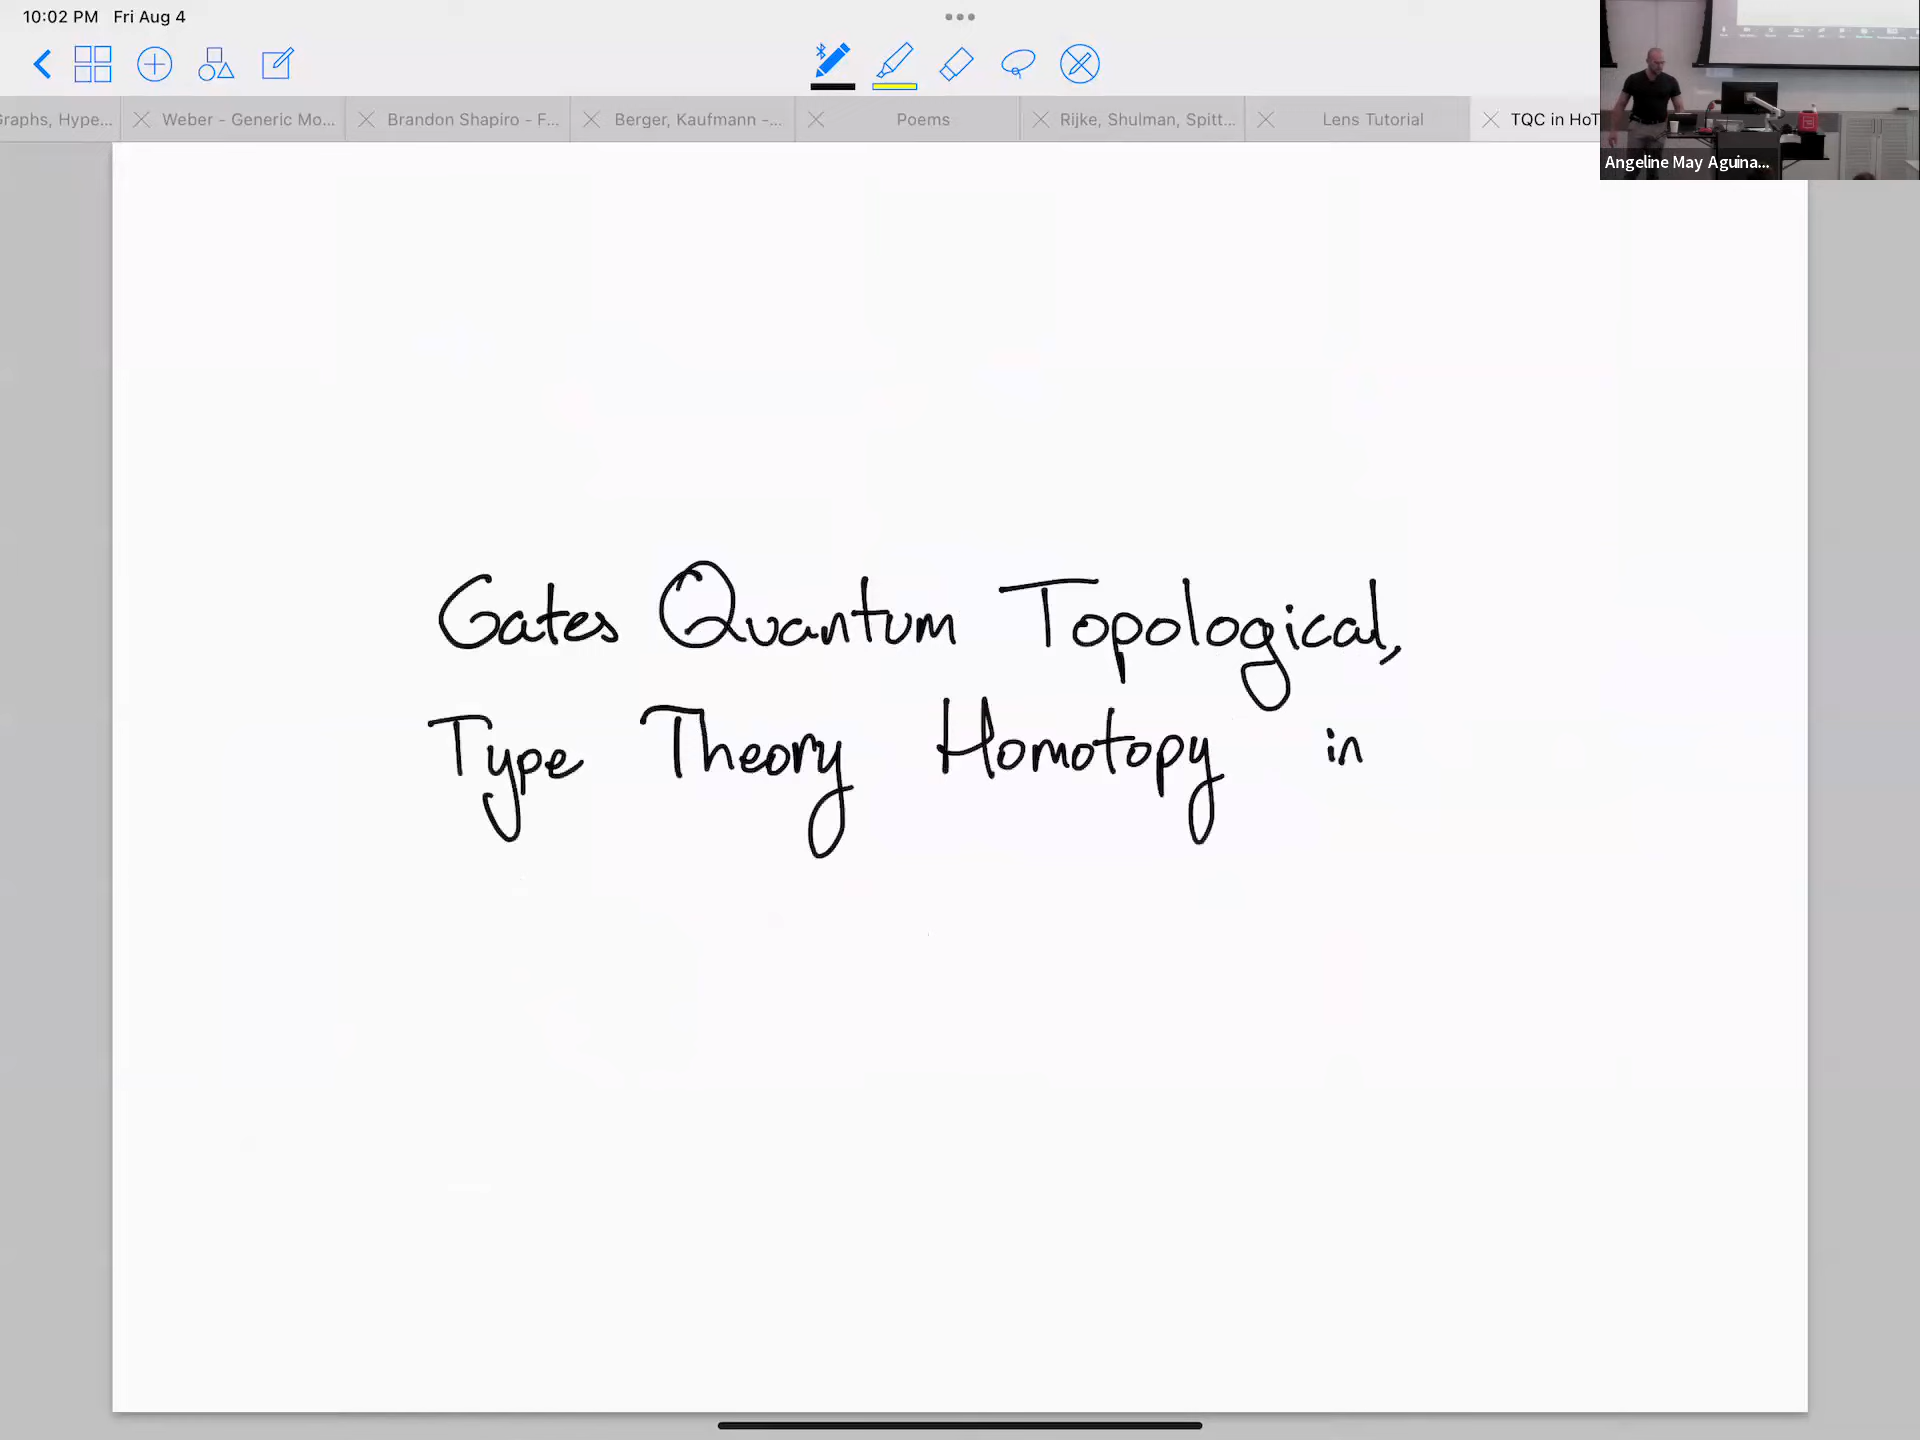 10:02 PM Fri Aug 4
Graphs, Hype...
Weber - Generic Mo...
Brandon Shapiro - F...
Berger, Kaufmann -...
Poems
Rijke, Shulman, Spitt...
Lens Tutorial
TQC in HoT
Angeline May Aguina...
Gates Quantum Topological,
Type Theory Homotopy in